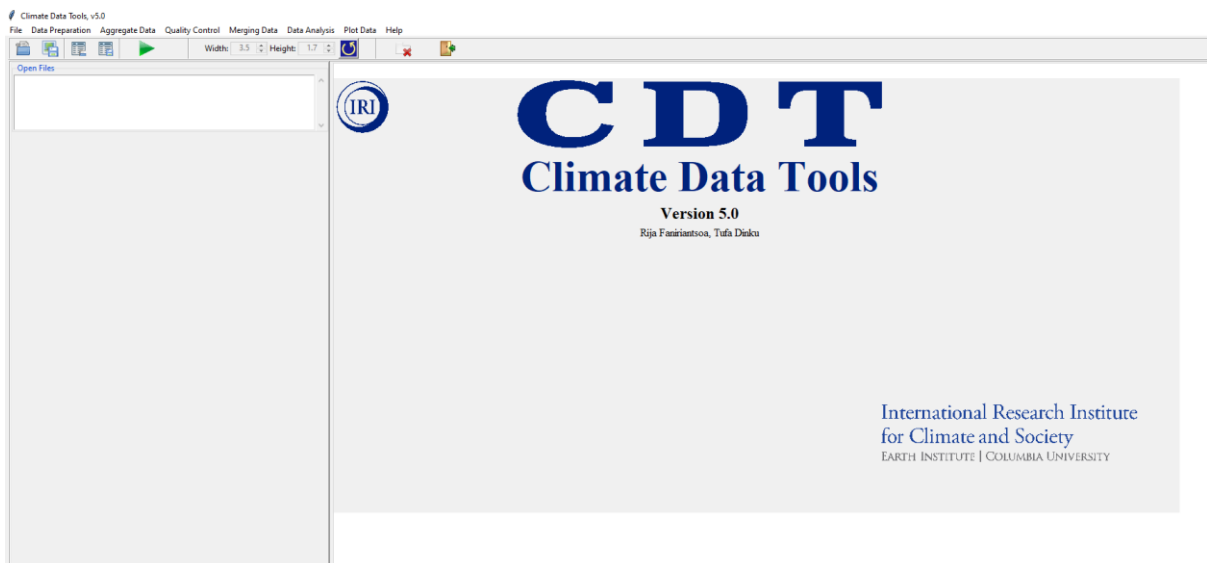 Climate Data Tools, v5.0
File Data Preparation Aggregate Data Quality Control Merging Data Data Analysis Plot Data Help
Width: 3.5 Height: 1.7
Open Files
IRI
CDT
Climate Data Tools
Version 5.0
Rija Faniriantsoa, Tufa Dinku
International Research Institute
for Climate and Society
EARTH INSTITUTE | COLUMBIA UNIVERSITY